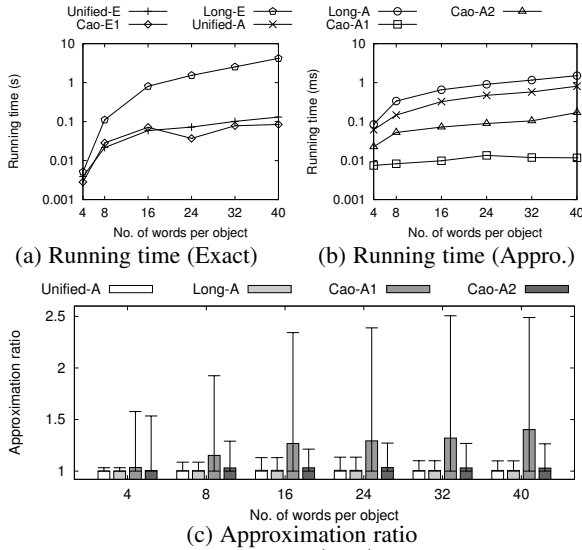 Unified-E Long-E
Cao-E1 Unified-A
Long-A Cao-A2
Cao-A1
Running time (s)
10
1
0.1
0.01
0.001
4 8 16 24 32 40
No. of words per object
(a) Running time (Exact)
Running time (ms)
10
1
0.1
0.01
0.001
4 8 16 24 32 40
No. of words per object
(b) Running time (Appro.)
Unified-A Long-A Cao-A1 Cao-A2
Approximation ratio
2.5
2
1.5
1
4 8 16 24 32 40
No. of words per object
(c) Approximation ratio